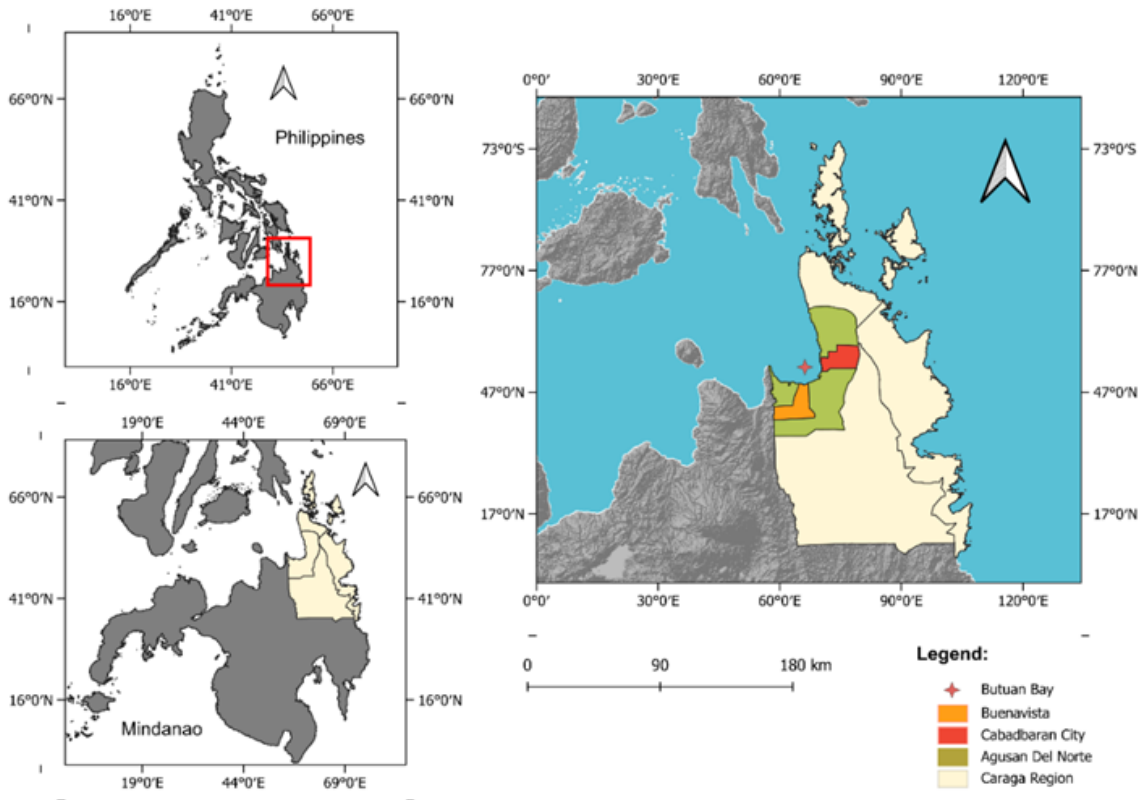 16°0'E 41°0'E 66°0'E
66°0'N 66°0'N
Philippines
41°0'N 41°0'N
16°0'N 16°0'N
16°0'E 41°0'E 66°0'E
19°0'E 44°0'E 69°0'E
66°0'N 66°0'N
41°0'N 41°0'N
16°0'N 16°0'N
Mindanao
19°0'E 44°0'E 69°0'E
0°0' 30°0'E 60°0'E 90°0'E 120°0'E
73°0'S 73°0'S
77°0'N 77°0'N
47°0'N 47°0'N
17°0'N 17°0'N
0°0' 30°0'E 60°0'E 90°0'E 120°0'E
0 90 180 km
Legend:
Butuan Bay
Buenavista
Cabadbaran City
Agusan Del Norte
Caraga Region